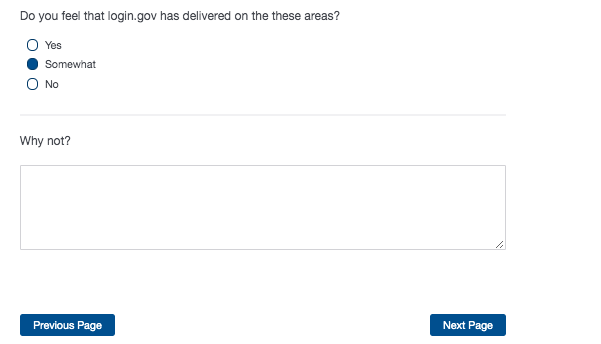 Do you feel that login.gov has delivered on the these areas?
Yes
Somewhat
No
Why not?
Previous Page
Next Page